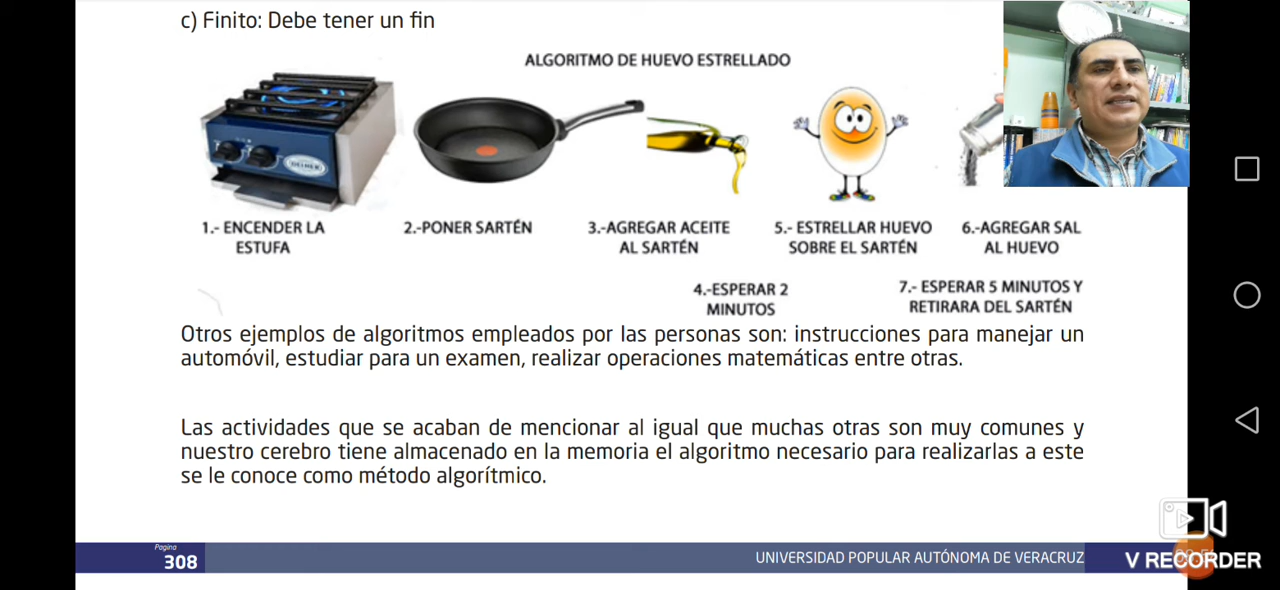 c) Finito: Debe tener un fin
ALGORITMO DE HUEVO ESTRELLADO
1.- ENCENDER LA
ESTUFA
2.-PONER SARTÉN
3.-AGREGAR ACEITE
AL SARTÉN
4.-ESPERAR 2
MINUTOS
5.- ESTRELLAR HUEVO
SOBRE EL SARTÉN
6.-AGREGAR SAL
AL HUEVO
7.- ESPERAR 5 MINUTOS Y
RETIRARA DEL SARTÉN
Otros ejemplos de algoritmos empleados por las personas son: instrucciones para manejar un
automóvil, estudiar para un examen, realizar operaciones matemáticas entre otras.
Las actividades que se acaban de mencionar al igual que muchas otras son muy comunes y
nuestro cerebro tiene almacenado en la memoria el algoritmo necesario para realizarlas a este
se le conoce como método algorítmico.
Pagina
308
UNIVERSIDAD POPULAR AUTÓNOMA DE VERACRUZ
V RECORDER